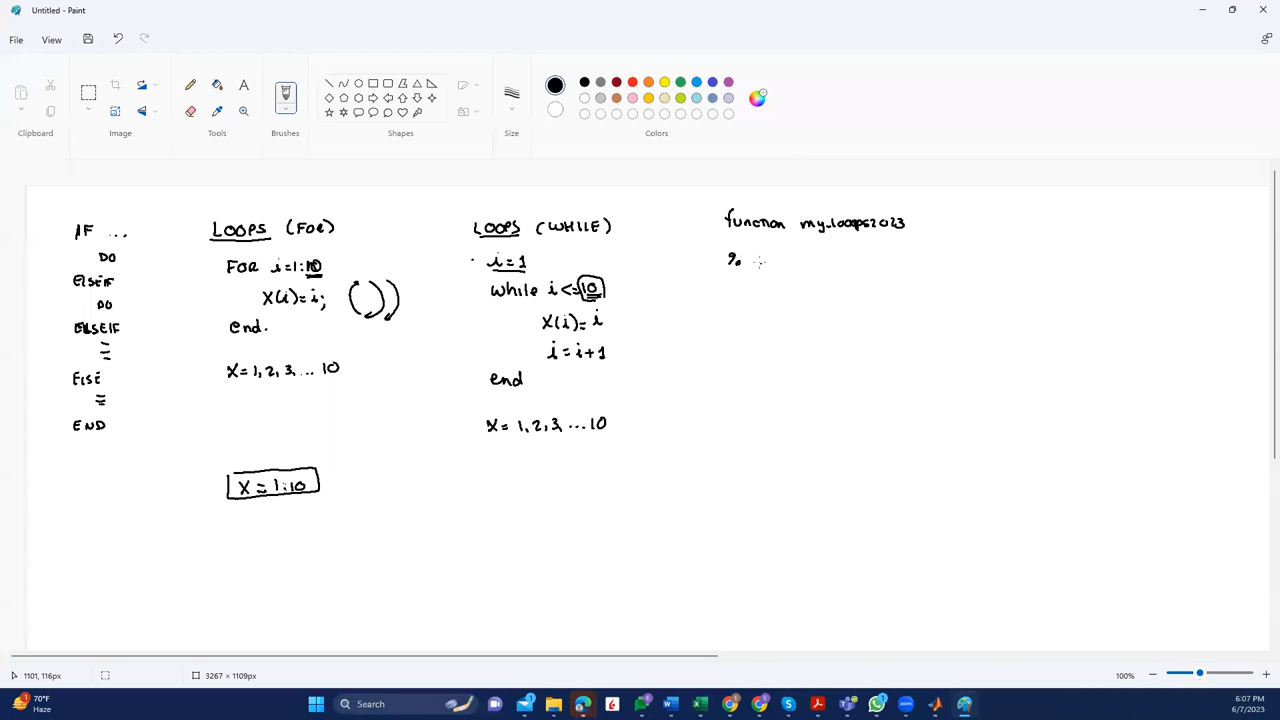 Untitled - Paint
File View
Clipboard Image Tools Brushes Shapes Size Colors
IF ...
DO
ElSEIF
DO
ELSEIF
ElSE
END
LOOPS (FOR)
FOR i=1:10
X(i)=i;
end.
X=1,2,3,...10
X=1:10
LOOPS (WHILE)
i=1
while i<=10
X(i)=i
i=i+1
end
X=1,2,3,...10
function my_loops2023
%
1101, 116px
3267 × 1109px
100%
1
70°F
Haze
Search
6:07 PM
6/7/2023